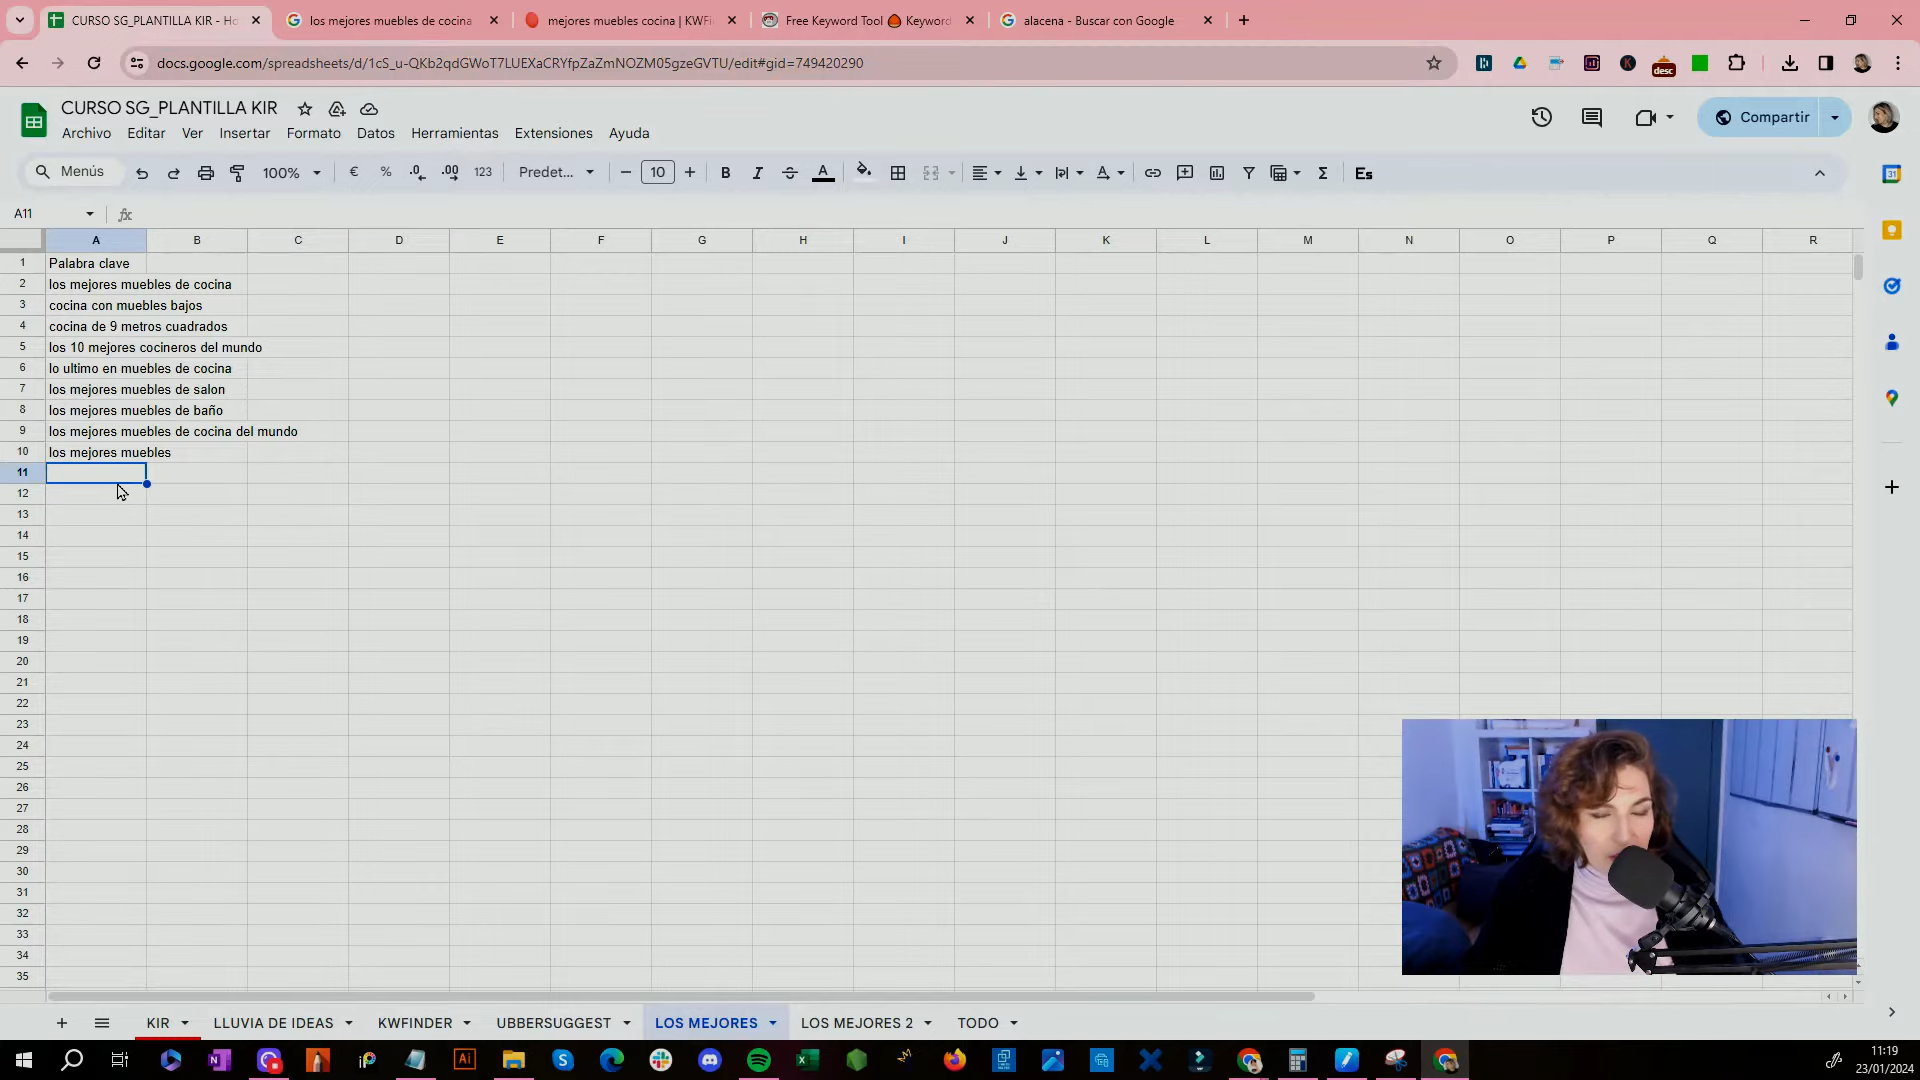 CURSO SG_PLANTILLA KIR - Ho
los mejores muebles de cocina
mejores muebles cocina | KWFi
Free Keyword Tool Keyword
alacena - Buscar con Google
docs.google.com/spreadsheets/d/1cS_u-QKb2qdGWoT7LUEXaCRYfpZaZmNOZM05gzeGVTU/edit#gid=749420290
desc
CURSO SG_PLANTILLA KIR
Archivo Editar Ver Insertar Formato Datos Herramientas Extensiones Ayuda
Compartir
Menús 100% € % .0 .00 123 Predet... 10 B I A Es
31
A11 fx
A B C D E F G H I J K L M N O P Q R
1 Palabra clave
2 los mejores muebles de cocina
3 cocina con muebles bajos
4 cocina de 9 metros cuadrados
5 los 10 mejores cocineros del mundo
6 lo ultimo en muebles de cocina
7 los mejores muebles de salon
8 los mejores muebles de baño
9 los mejores muebles de cocina del mundo
10 los mejores muebles
11
12
13
14
15
16
17
18
19
20
21
22
23
24
25
26
27
28
29
30
31
32
33
34
35
KIR LLUVIA DE IDEAS KWFINDER UBBERSUGGEST LOS MEJORES LOS MEJORES 2 TODO
11:19
23/01/2024